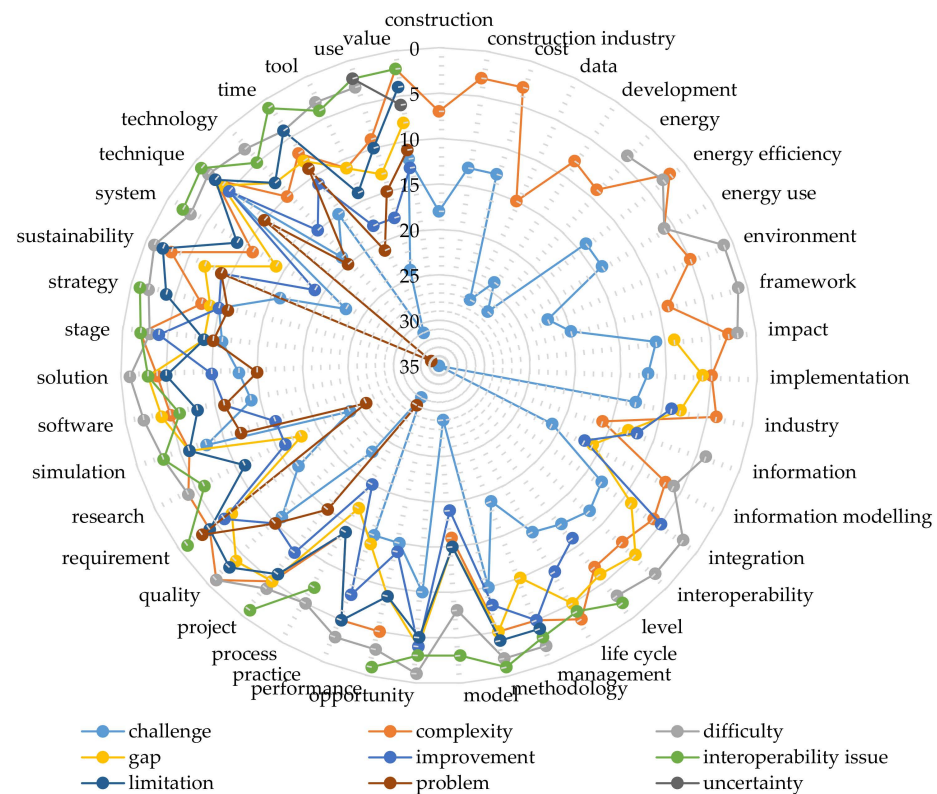 construction
construction industry
cost
data
development
energy
energy efficiency
energy use
environment
framework
impact
implementation
industry
information
information modelling
integration
interoperability
level
life cycle
management
methodology
model
opportunity
performance
practice
process
project
quality
requirement
research
simulation
software
solution
stage
strategy
sustainability
system
technique
technology
time
tool
use
value
0
5
10
15
20
25
30
35
challenge complexity difficulty
gap improvement interoperability issue
limitation problem uncertainty